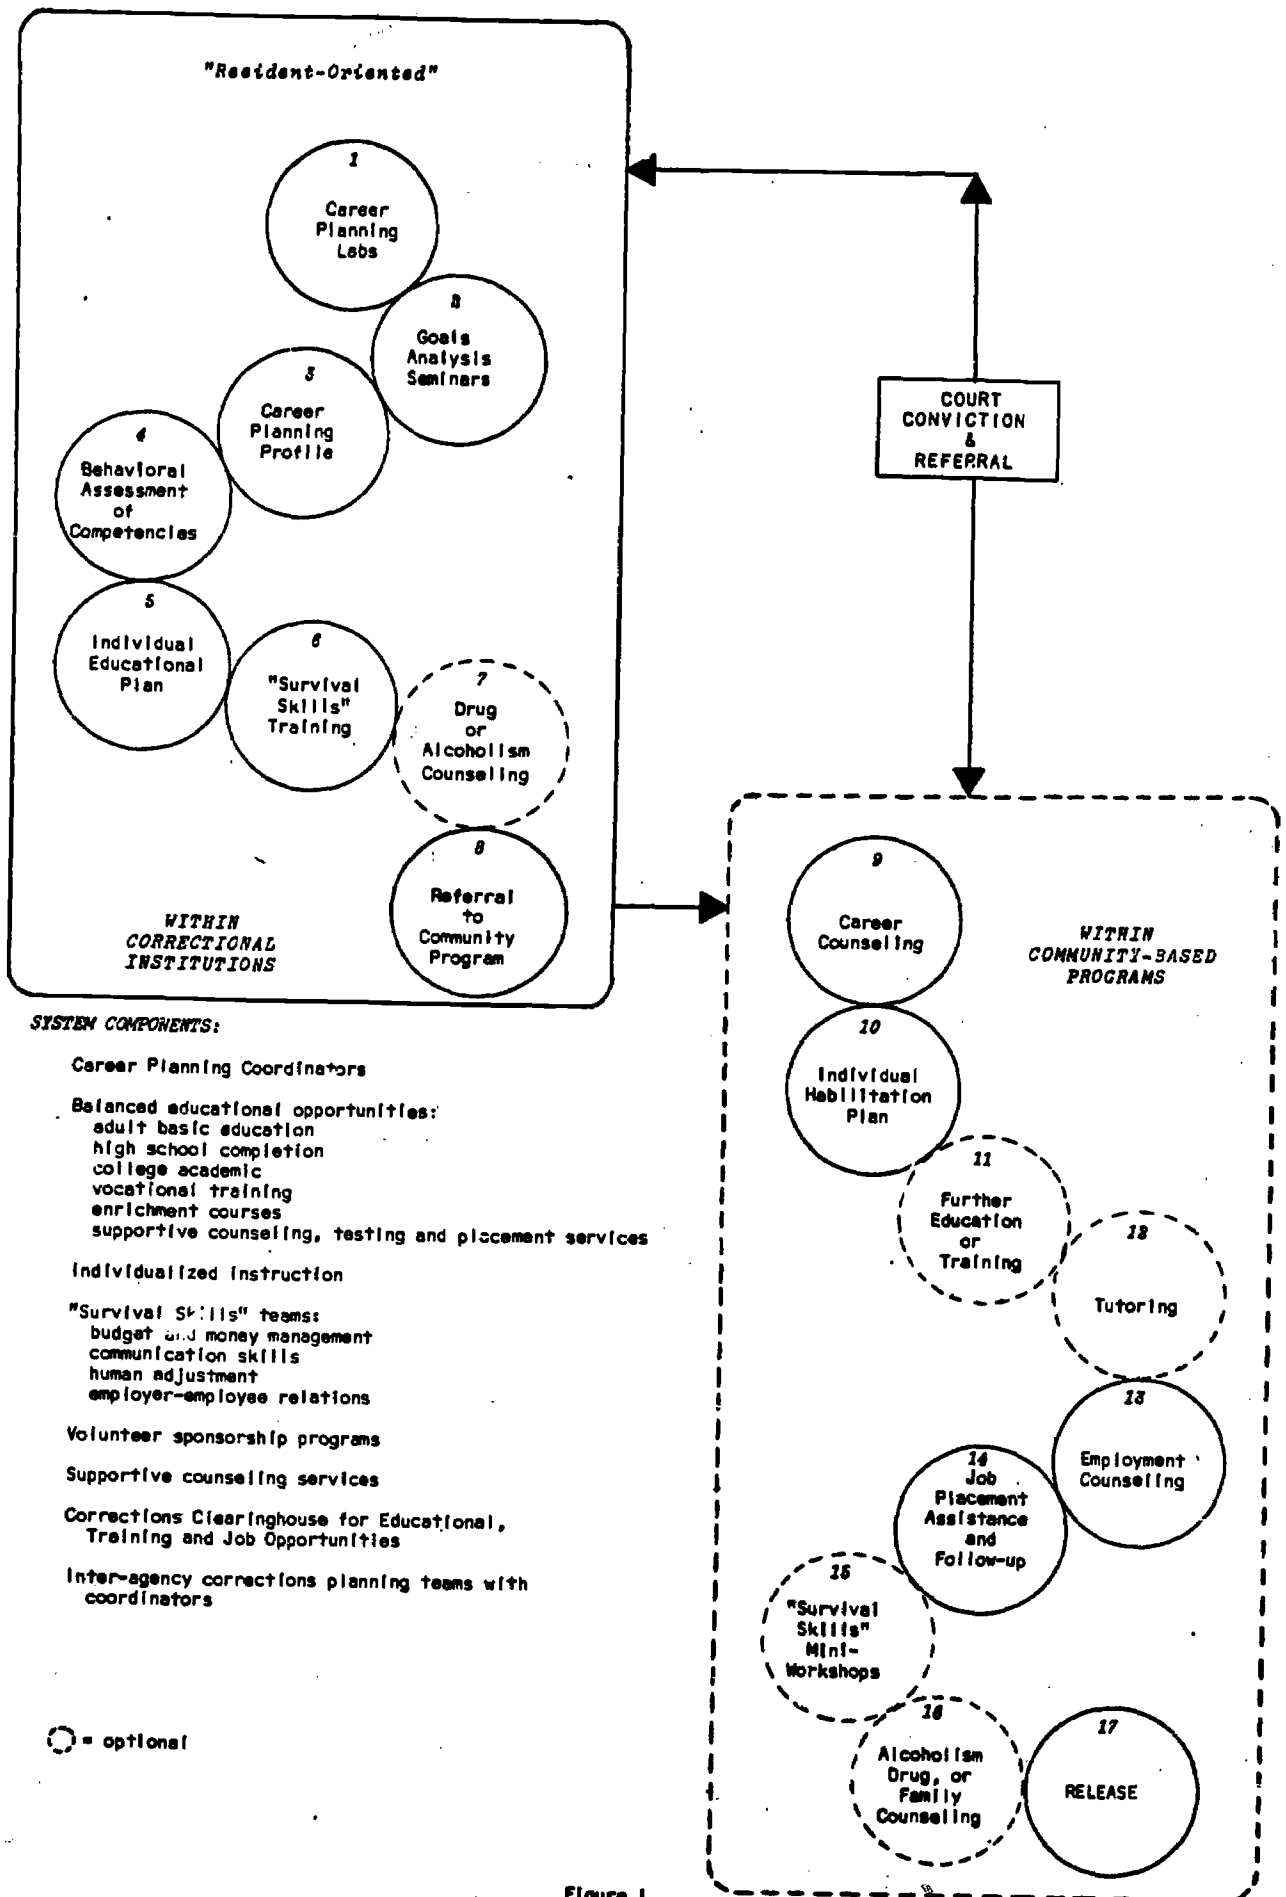 "Resident-Oriented"
1
Career
Planning
Labs
2
Goals
Analysis
Seminars
3
Career
Planning
Profile
4
Behavioral
Assessment
of
Competencies
5
Individual
Educational
Plan
6
"Survival
Skills"
Training
7
Drug
or
Alcoholism
Counseling
8
Referral
to
Community
Program
WITHIN
CORRECTIONAL
INSTITUTIONS
COURT
CONVICTION
&
REFERRAL
9
Career
Counseling
WITHIN
COMMUNITY-BASED
PROGRAMS
10
Individual
Habilitation
Plan
11
Further
Education
or
Training
12
Tutoring
13
Employment
Counseling
14
Job
Placement
Assistance
and
Follow-up
15
"Survival
Skills"
Mini-
Workshops
16
Alcoholism
Drug, or
Family
Counseling
17
RELEASE
SYSTEM COMPONENTS:
Career Planning Coordinators
Balanced educational opportunities:
adult basic education
high school completion
college academic
vocational training
enrichment courses
supportive counseling, testing and placement services
Individualized instruction
"Survival Skills" teams:
budget and money management
communication skills
human adjustment
employer-employee relations
Volunteer sponsorship programs
Supportive counseling services
Corrections Clearinghouse for Educational,
Training and Job Opportunities
Inter-agency corrections planning teams with
coordinators
= optional
Figure 1